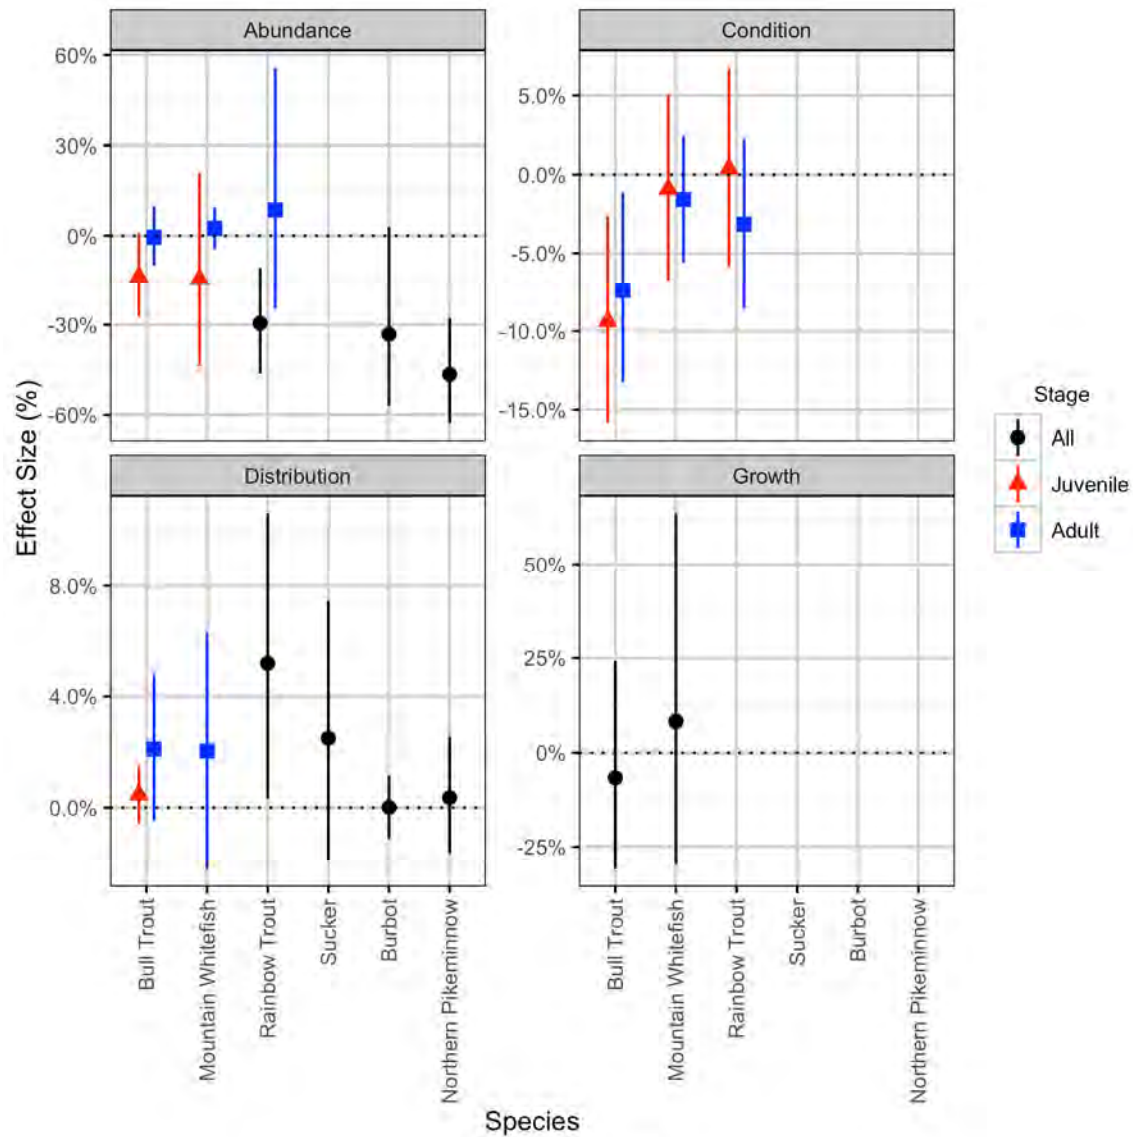 Abundance
Condition
60%
30%
0%
-30%
-60%
5.0%
0.0%
-5.0%
-10.0%
-15.0%
Effect Size (%)
Distribution
Growth
8.0%
4.0%
0.0%
50%
25%
0%
-25%
Stage
All
Juvenile
Adult
Bull Trout
Mountain Whitefish
Rainbow Trout
Sucker
Burbot
Northern Pikeminnow
Bull Trout
Mountain Whitefish
Rainbow Trout
Sucker
Burbot
Northern Pikeminnow
Species